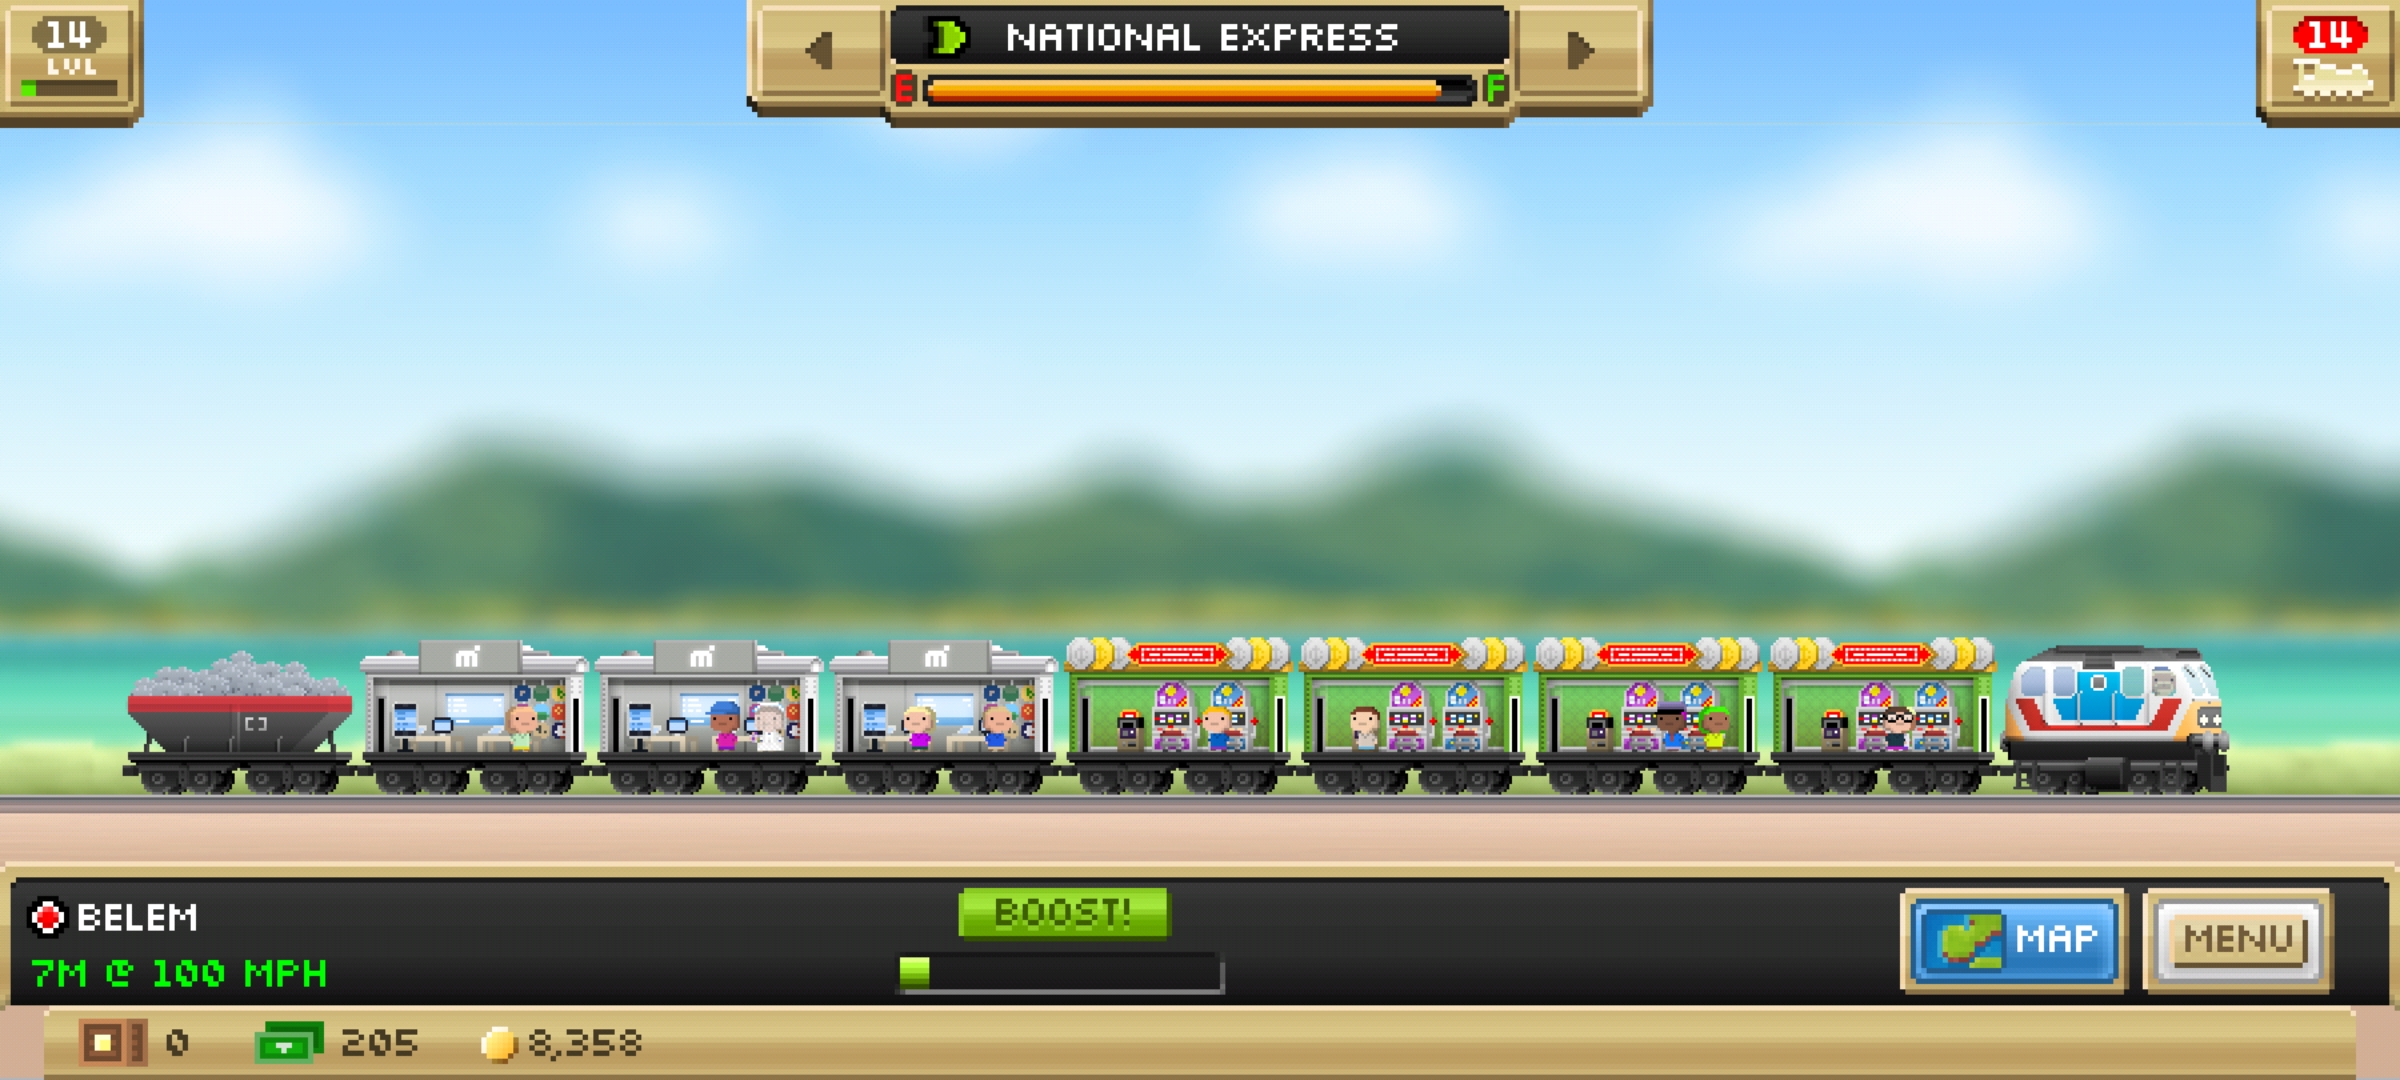 14
LVL
NATIONAL EXPRESS
E F
14
m
m
m
BELEM
7M @ 100 MPH
BOOST!
MAP
MENU
0
205
8,358